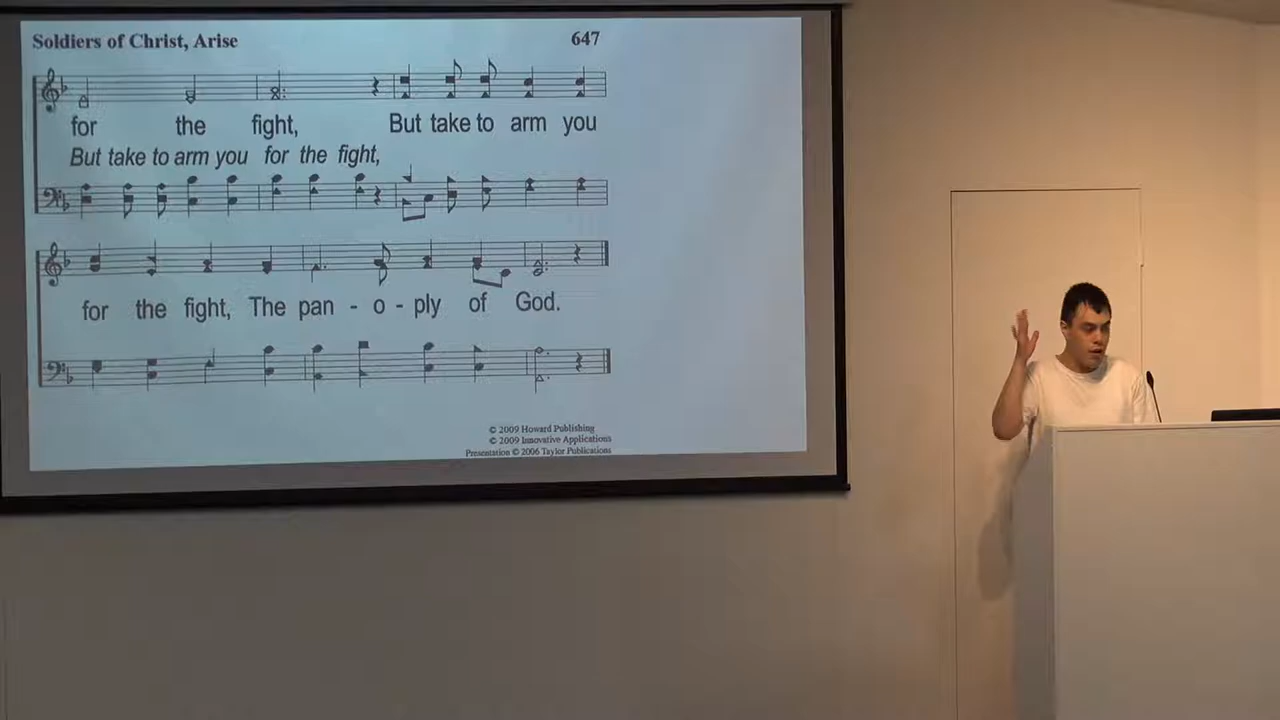 Soldiers of Christ, Arise 647
for the fight, But take to arm you
But take to arm you for the fight,
for the fight, The pan - o - ply of God.
© 2009 Howard Publishing
© 2009 Innovative Applications
Presentation © 2006 Taylor Publications